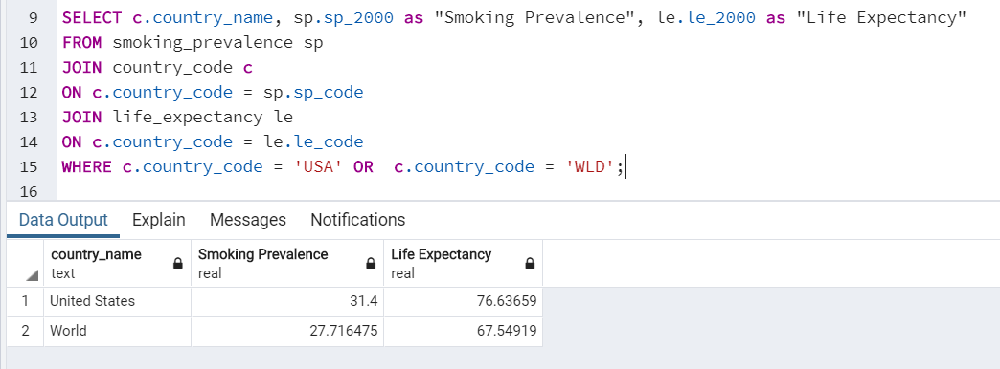 9 SELECT c.country_name, sp.sp_2000 as "Smoking Prevalence", le.le_2000 as "Life Expectancy"
10 FROM smoking_prevalence sp
11 JOIN country_code c
12 ON c.country_code = sp.sp_code
13 JOIN life_expectancy le
14 ON c.country_code = le.le_code
15 WHERE c.country_code = 'USA' OR  c.country_code = 'WLD';
16
Data Output Explain Messages Notifications
country_name Smoking Prevalence Life Expectancy
text real real
1 United States 31.4 76.63659
2 World 27.716475 67.54919